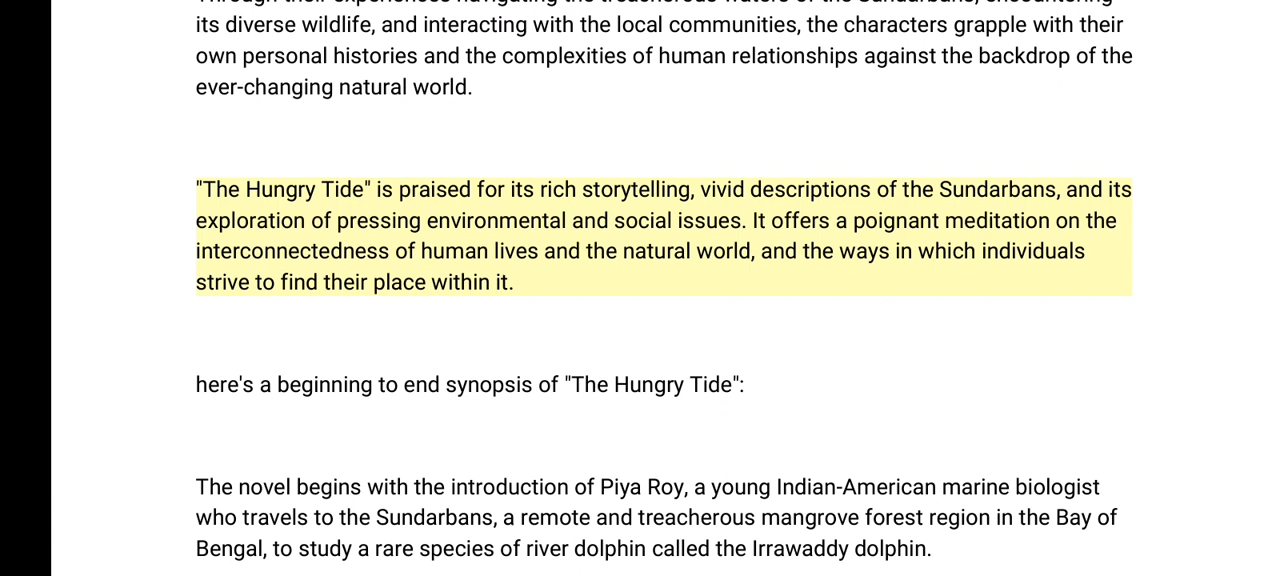 its diverse wildlife, and interacting with the local communities, the characters grapple with their
own personal histories and the complexities of human relationships against the backdrop of the
ever-changing natural world.
"The Hungry Tide" is praised for its rich storytelling, vivid descriptions of the Sundarbans, and its
exploration of pressing environmental and social issues. It offers a poignant meditation on the
interconnectedness of human lives and the natural world, and the ways in which individuals
strive to find their place within it.
here's a beginning to end synopsis of "The Hungry Tide":
The novel begins with the introduction of Piya Roy, a young Indian-American marine biologist
who travels to the Sundarbans, a remote and treacherous mangrove forest region in the Bay of
Bengal, to study a rare species of river dolphin called the Irrawaddy dolphin.